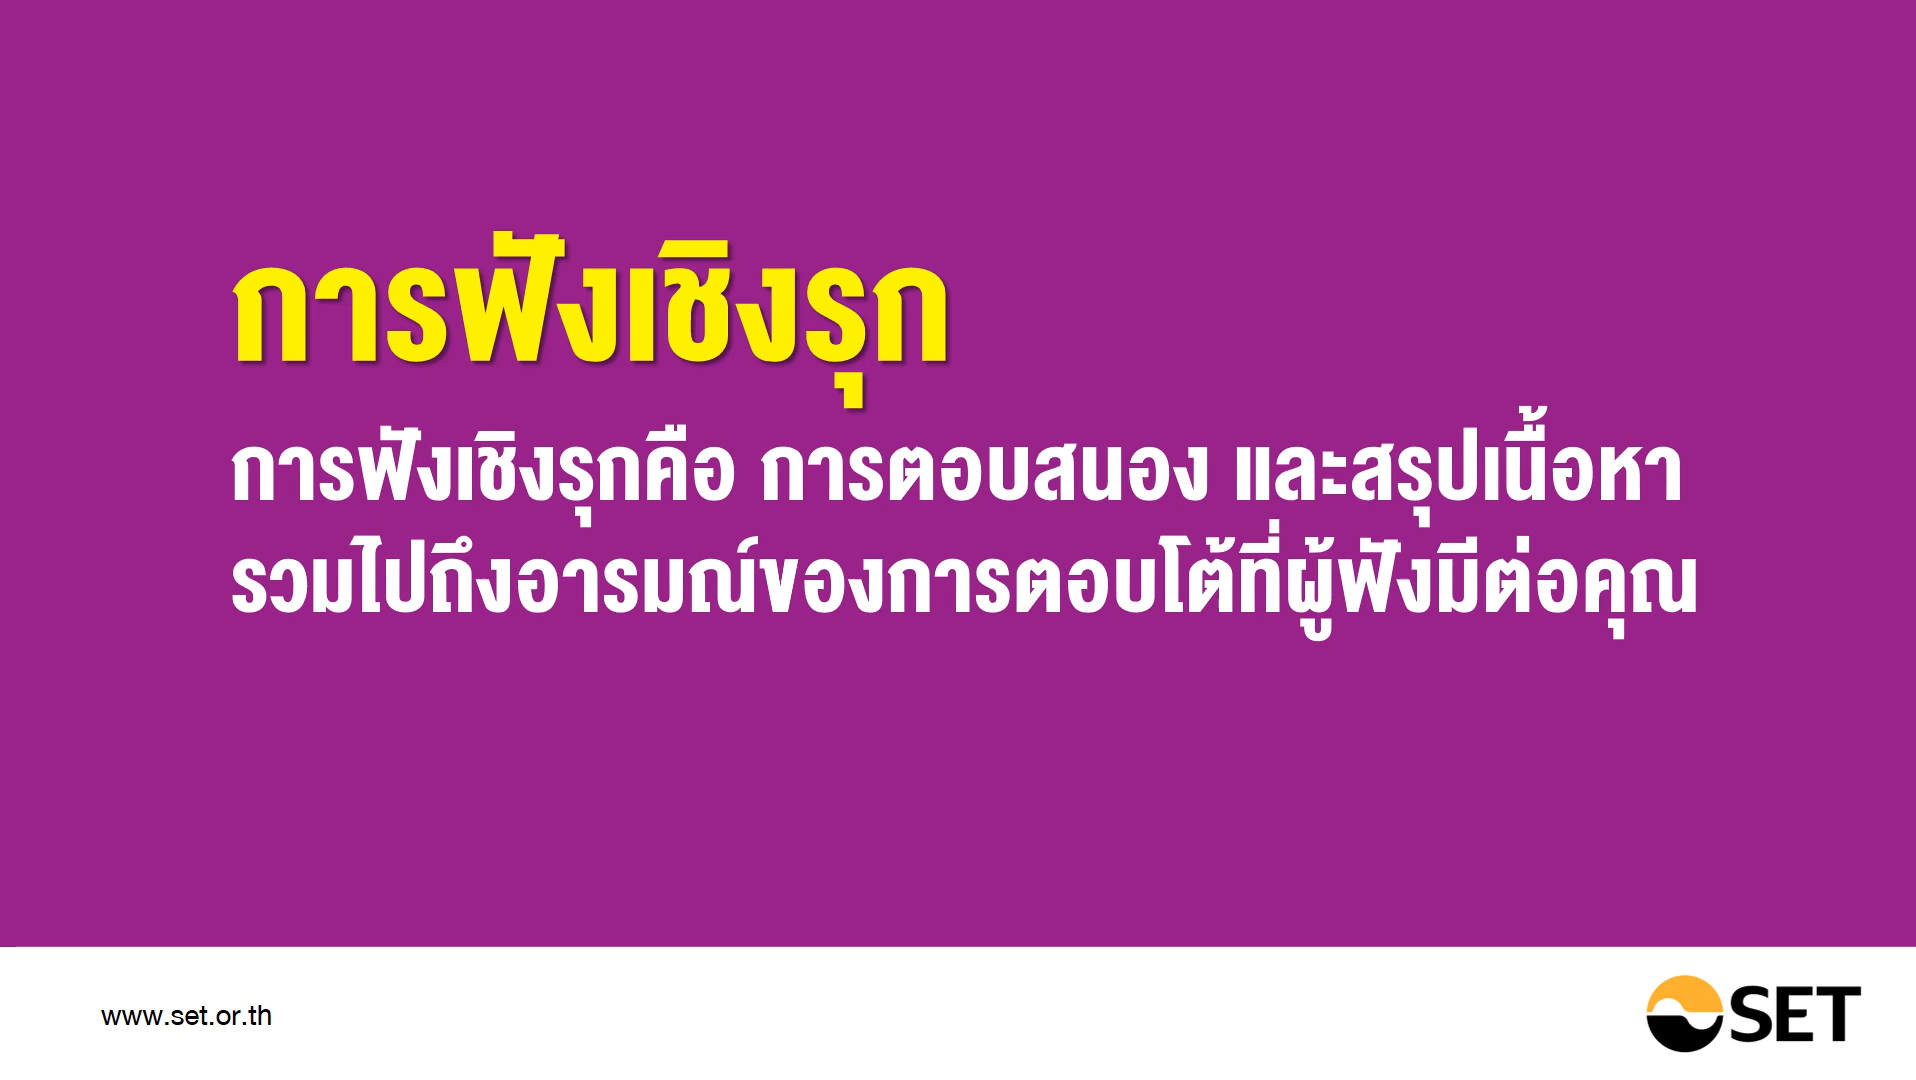 การฟังเชิงรุก
การฟังเชิงรุกคือ การตอบสนอง และสรุปเนื้อหา
รวมไปถึงอารมณ์ของการตอบโต้ที่ผู้ฟังมีต่อคุณ
www.set.or.th
SET